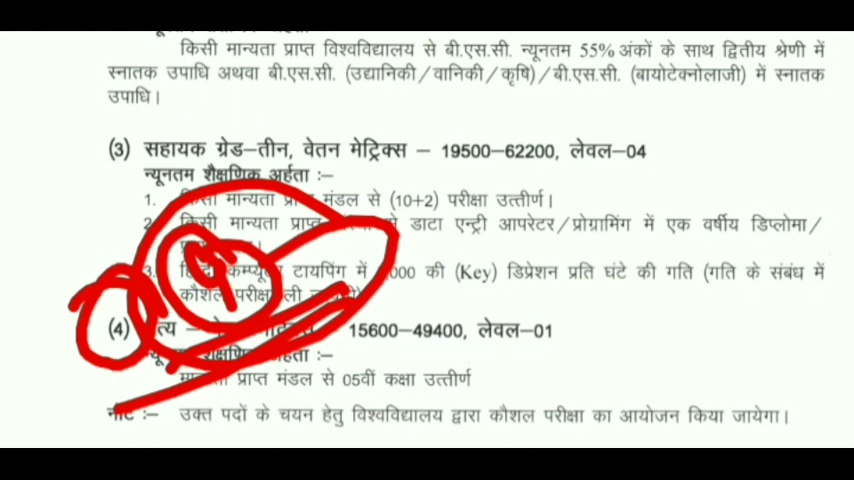 किसी मान्यता प्राप्त विश्वविद्यालय से बी.एस.सी. न्यूनतम 55% अंकों के साथ द्वितीय श्रेणी में
स्नातक उपाधि अथवा बी.एस.सी. (उद्यानिकी/वानिकी/कृषि)/बी.एस.सी. (बायोटेक्नोलाजी) में स्नातक
उपाधि।
(3) सहायक ग्रेड–तीन, वेतन मेट्रिक्स – 19500–62200, लेवल–04
न्यूनतम शैक्षणिक अर्हता :–
1. किसी मान्यता प्राप्त मंडल से (10+2) परीक्षा उत्तीर्ण।
2. किसी मान्यता प्राप्त से डाटा एन्ट्री आपरेटर/प्रोग्रामिंग में एक वर्षीय डिप्लोमा/
3. हिन्दी कम्प्यूटर टायपिंग में 000 की (Key) डिप्रेशन प्रति घंटे की गति (गति के संबंध में
कौशल परीक्षा ली
(4) 15600–49400, लेवल–01
अर्हता :–
मान्यता प्राप्त मंडल से 05वीं कक्षा उत्तीर्ण
नोट :– उक्त पदों के चयन हेतु विश्वविद्यालय द्वारा कौशल परीक्षा का आयोजन किया जायेगा।